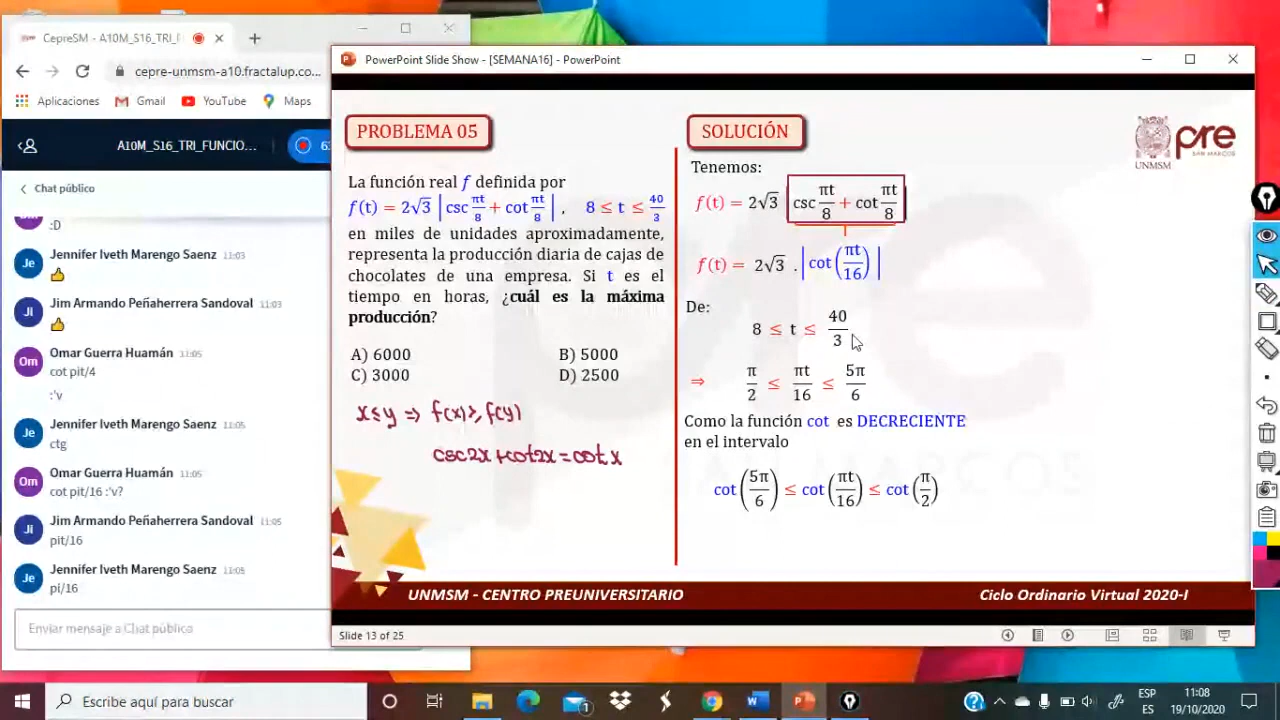 CepreSM - A10M_S16_TRI_F
PowerPoint Slide Show - [SEMANA16] - PowerPoint
cepre-unmsm-a10.fractalup.co...
Aplicaciones
Gmail
YouTube
Maps
A10M_S16_TRI_FUNCIO...
Chat público
:D
Jennifer Iveth Marengo Saenz 11:03
👍
Jim Armando Peñaherrera Sandoval 11:03
👍
Omar Guerra Huamán 11:05
cot pit/4
:'v
Jennifer Iveth Marengo Saenz 11:05
ctg
Omar Guerra Huamán 11:05
cot pit/16 :'v?
Jim Armando Peñaherrera Sandoval 11:05
pit/16
Jennifer Iveth Marengo Saenz 11:05
pi/16
Enviar mensaje a Chat público
PROBLEMA 05
La función real f definida por
f(t) = 2√3 | csc πt/8 + cot πt/8 | , 8 ≤ t ≤ 40/3
en miles de unidades aproximadamente,
representa la producción diaria de cajas de
chocolates de una empresa. Si t es el
tiempo en horas, ¿cuál es la máxima
producción?
A) 6000 B) 5000
C) 3000 D) 2500
x≤y ⇒ f(x)≥f(y)
csc2x+cot2x=cotx
SOLUCIÓN
Tenemos:
f(t) = 2√3 csc πt/8 + cot πt/8
f(t) = 2√3 . | cot(πt/16) |
De:
8 ≤ t ≤ 40/3
⇒ π/2 ≤ πt/16 ≤ 5π/6
Como la función cot es DECRECIENTE
en el intervalo
cot(5π/6) ≤ cot(πt/16) ≤ cot(π/2)
UNMSM
pre
SAN MARCOS
UNMSM - CENTRO PREUNIVERSITARIO
Ciclo Ordinario Virtual 2020-I
Slide 13 of 25
Escribe aquí para buscar
1
ESP
ES
11:08
19/10/2020